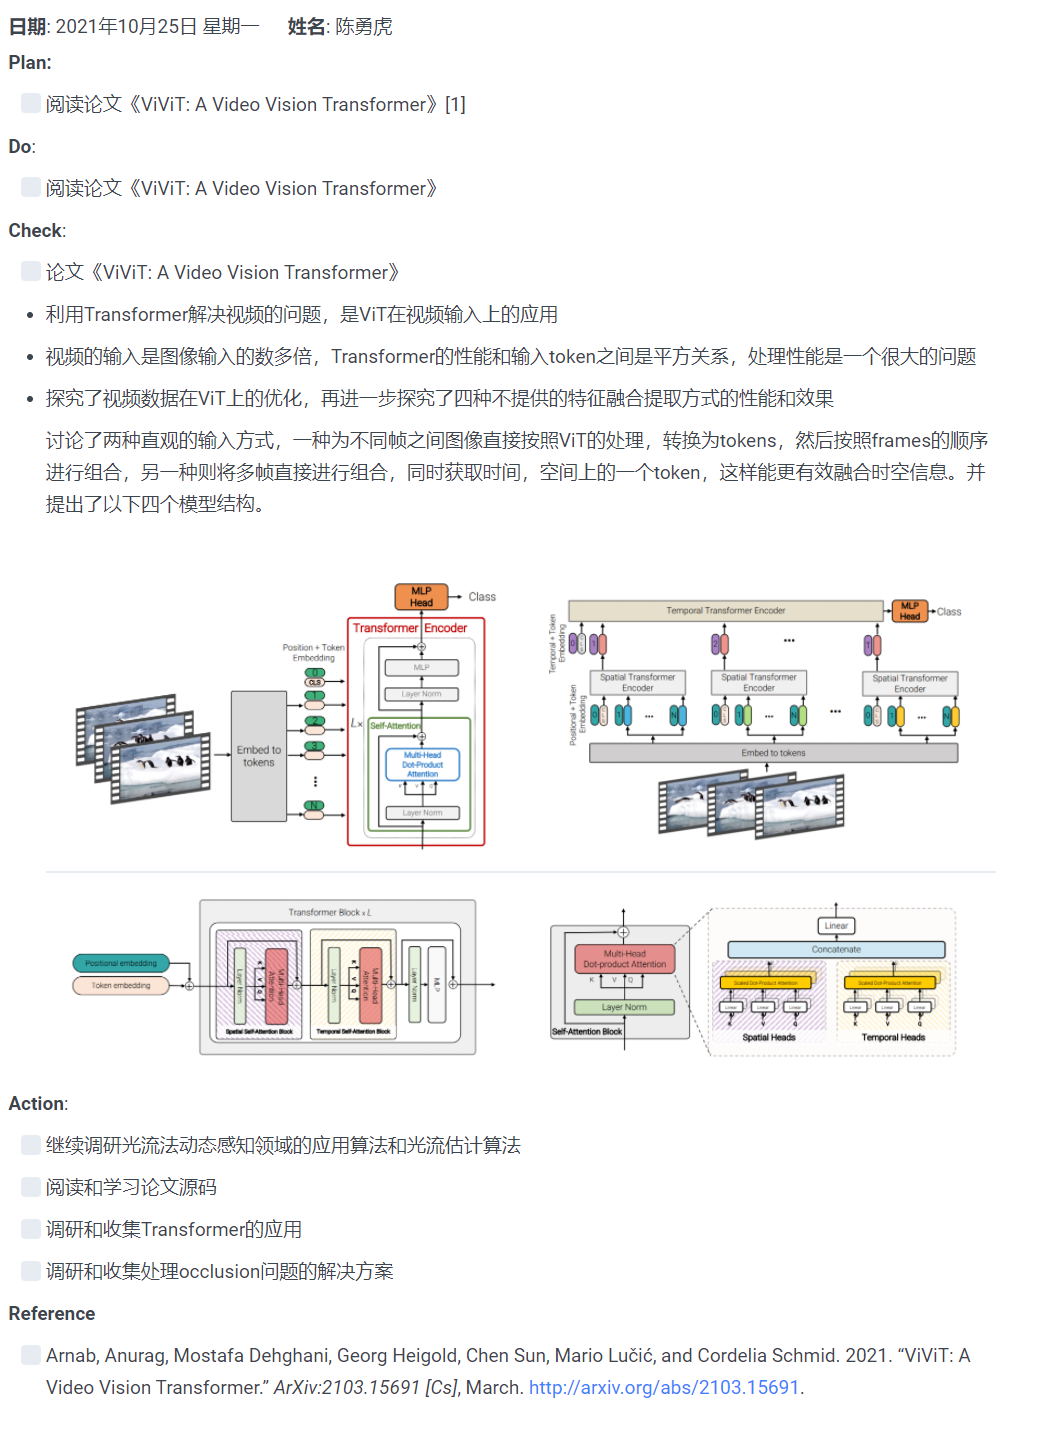 日期: 2021年10月25日 星期一 姓名: 陈勇虎
Plan:
阅读论文《ViViT: A Video Vision Transformer》[1]
Do:
阅读论文《ViViT: A Video Vision Transformer》
Check:
论文《ViViT: A Video Vision Transformer》
利用Transformer解决视频的问题，是ViT在视频输入上的应用
视频的输入是图像输入的数多倍，Transformer的性能和输入token之间是平方关系，处理性能是一个很大的问题
探究了视频数据在ViT上的优化，再进一步探究了四种不提供的特征融合提取方式的性能和效果
讨论了两种直观的输入方式，一种为不同帧之间图像直接按照ViT的处理，转换为tokens，然后按照frames的顺序
进行组合，另一种则将多帧直接进行组合，同时获取时间，空间上的一个token，这样能更有效融合时空信息。并
提出了以下四个模型结构。
MLP
Head
Class
Transformer Encoder
Position + Token
Embedding
0
CLS
1
2
3
N
Embed to
tokens
L×
MLP
Layer Norm
Self-Attention
Multi-Head
Dot-Product
Attention
K V Q
Layer Norm
Temporal Transformer Encoder
MLP
Head
Class
Temporal + Token
Embedding
Positional + Token
Embedding
Spatial Transformer
Encoder
Spatial Transformer
Encoder
Spatial Transformer
Encoder
Embed to tokens
Transformer Block x L
Positional embedding
Token embedding
Layer Norm
K V Q
Multi-Head
Attention
Spatial Self-Attention Block
Layer Norm
K V Q
Multi-Head
Attention
Temporal Self-Attention Block
Layer Norm
MLP
Multi-Head
Dot-product Attention
K V Q
Layer Norm
Self-Attention Block
Linear
Concatenate
Scaled Dot-Product Attention
Linear Linear Linear
K V Q
Spatial Heads
Scaled Dot-Product Attention
Linear Linear Linear
K V Q
Temporal Heads
Action:
继续调研光流法动态感知领域的应用算法和光流估计算法
阅读和学习论文源码
调研和收集Transformer的应用
调研和收集处理occlusion问题的解决方案
Reference
Arnab, Anurag, Mostafa Dehghani, Georg Heigold, Chen Sun, Mario Lučić, and Cordelia Schmid. 2021. “ViViT: A
Video Vision Transformer.” ArXiv:2103.15691 [Cs], March. http://arxiv.org/abs/2103.15691.